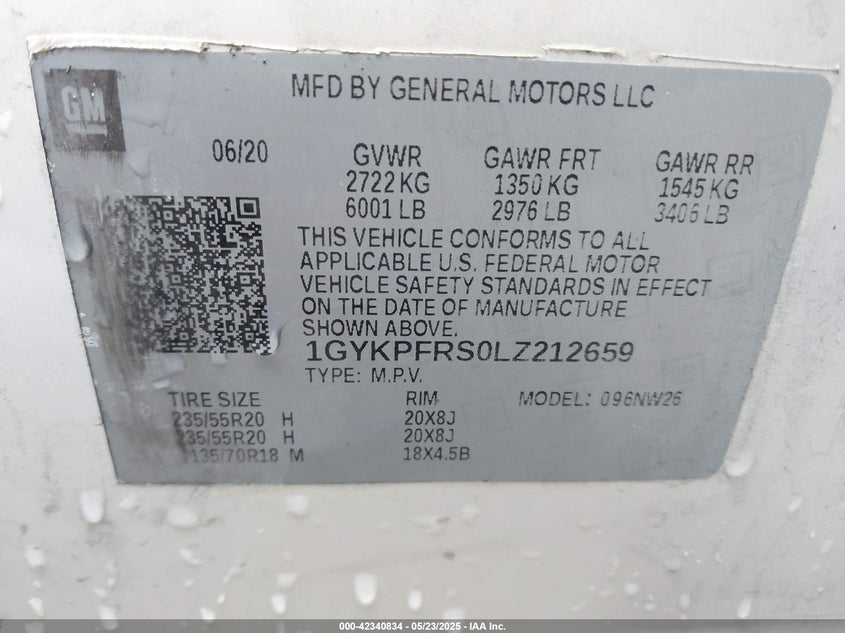 GM
MFD BY GENERAL MOTORS LLC
06/20 GVWR GAWR FRT GAWR RR
2722 KG 1350 KG 1545 KG
6001 LB 2976 LB 3406 LB
THIS VEHICLE CONFORMS TO ALL
APPLICABLE U.S. FEDERAL MOTOR
VEHICLE SAFETY STANDARDS IN EFFECT
ON THE DATE OF MANUFACTURE
SHOWN ABOVE.
1GYKPFRS0LZ212659
TYPE: M.P.V.
TIRE SIZE RIM MODEL: 096NW26
235/55R20 H 20X8J
235/55R20 H 20X8J
135/70R18 M 18X4.5B
000-42340834 - 05/23/2025 - IAA Inc.